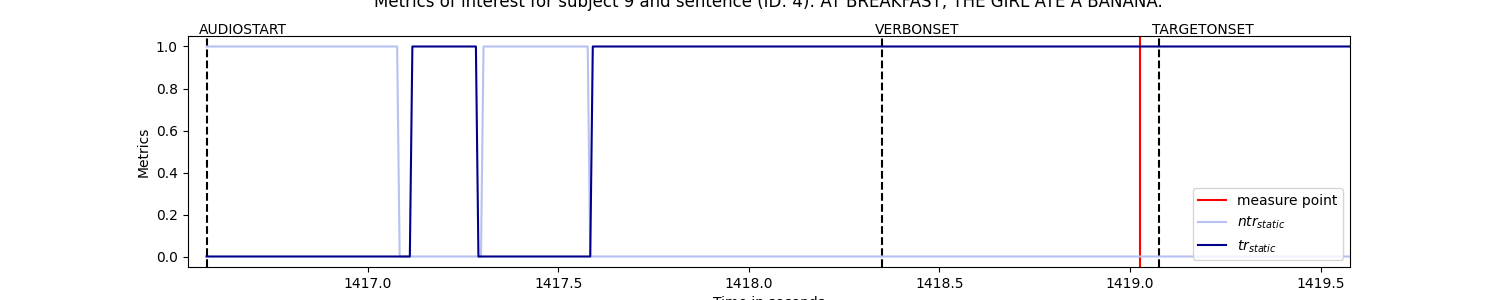 Metrics of interest for subject 9 and sentence (ID: 4): AT BREAKFAST, THE GIRL ATE A BANANA.
AUDIOSTART VERBONSET TARGETONSET
1.0
0.8
0.6
0.4
0.2
0.0
Metrics
measure point
ntr_static
tr_static
1417.0 1417.5 1418.0 1418.5 1419.0 1419.5
Time in seconds